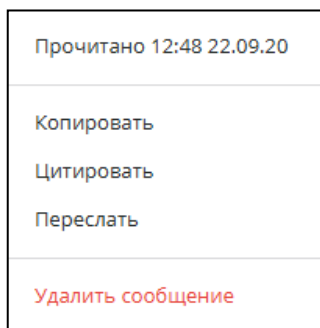 Прочитано 12:48 22.09.20
Копировать
Цитировать
Переслать
Удалить сообщение